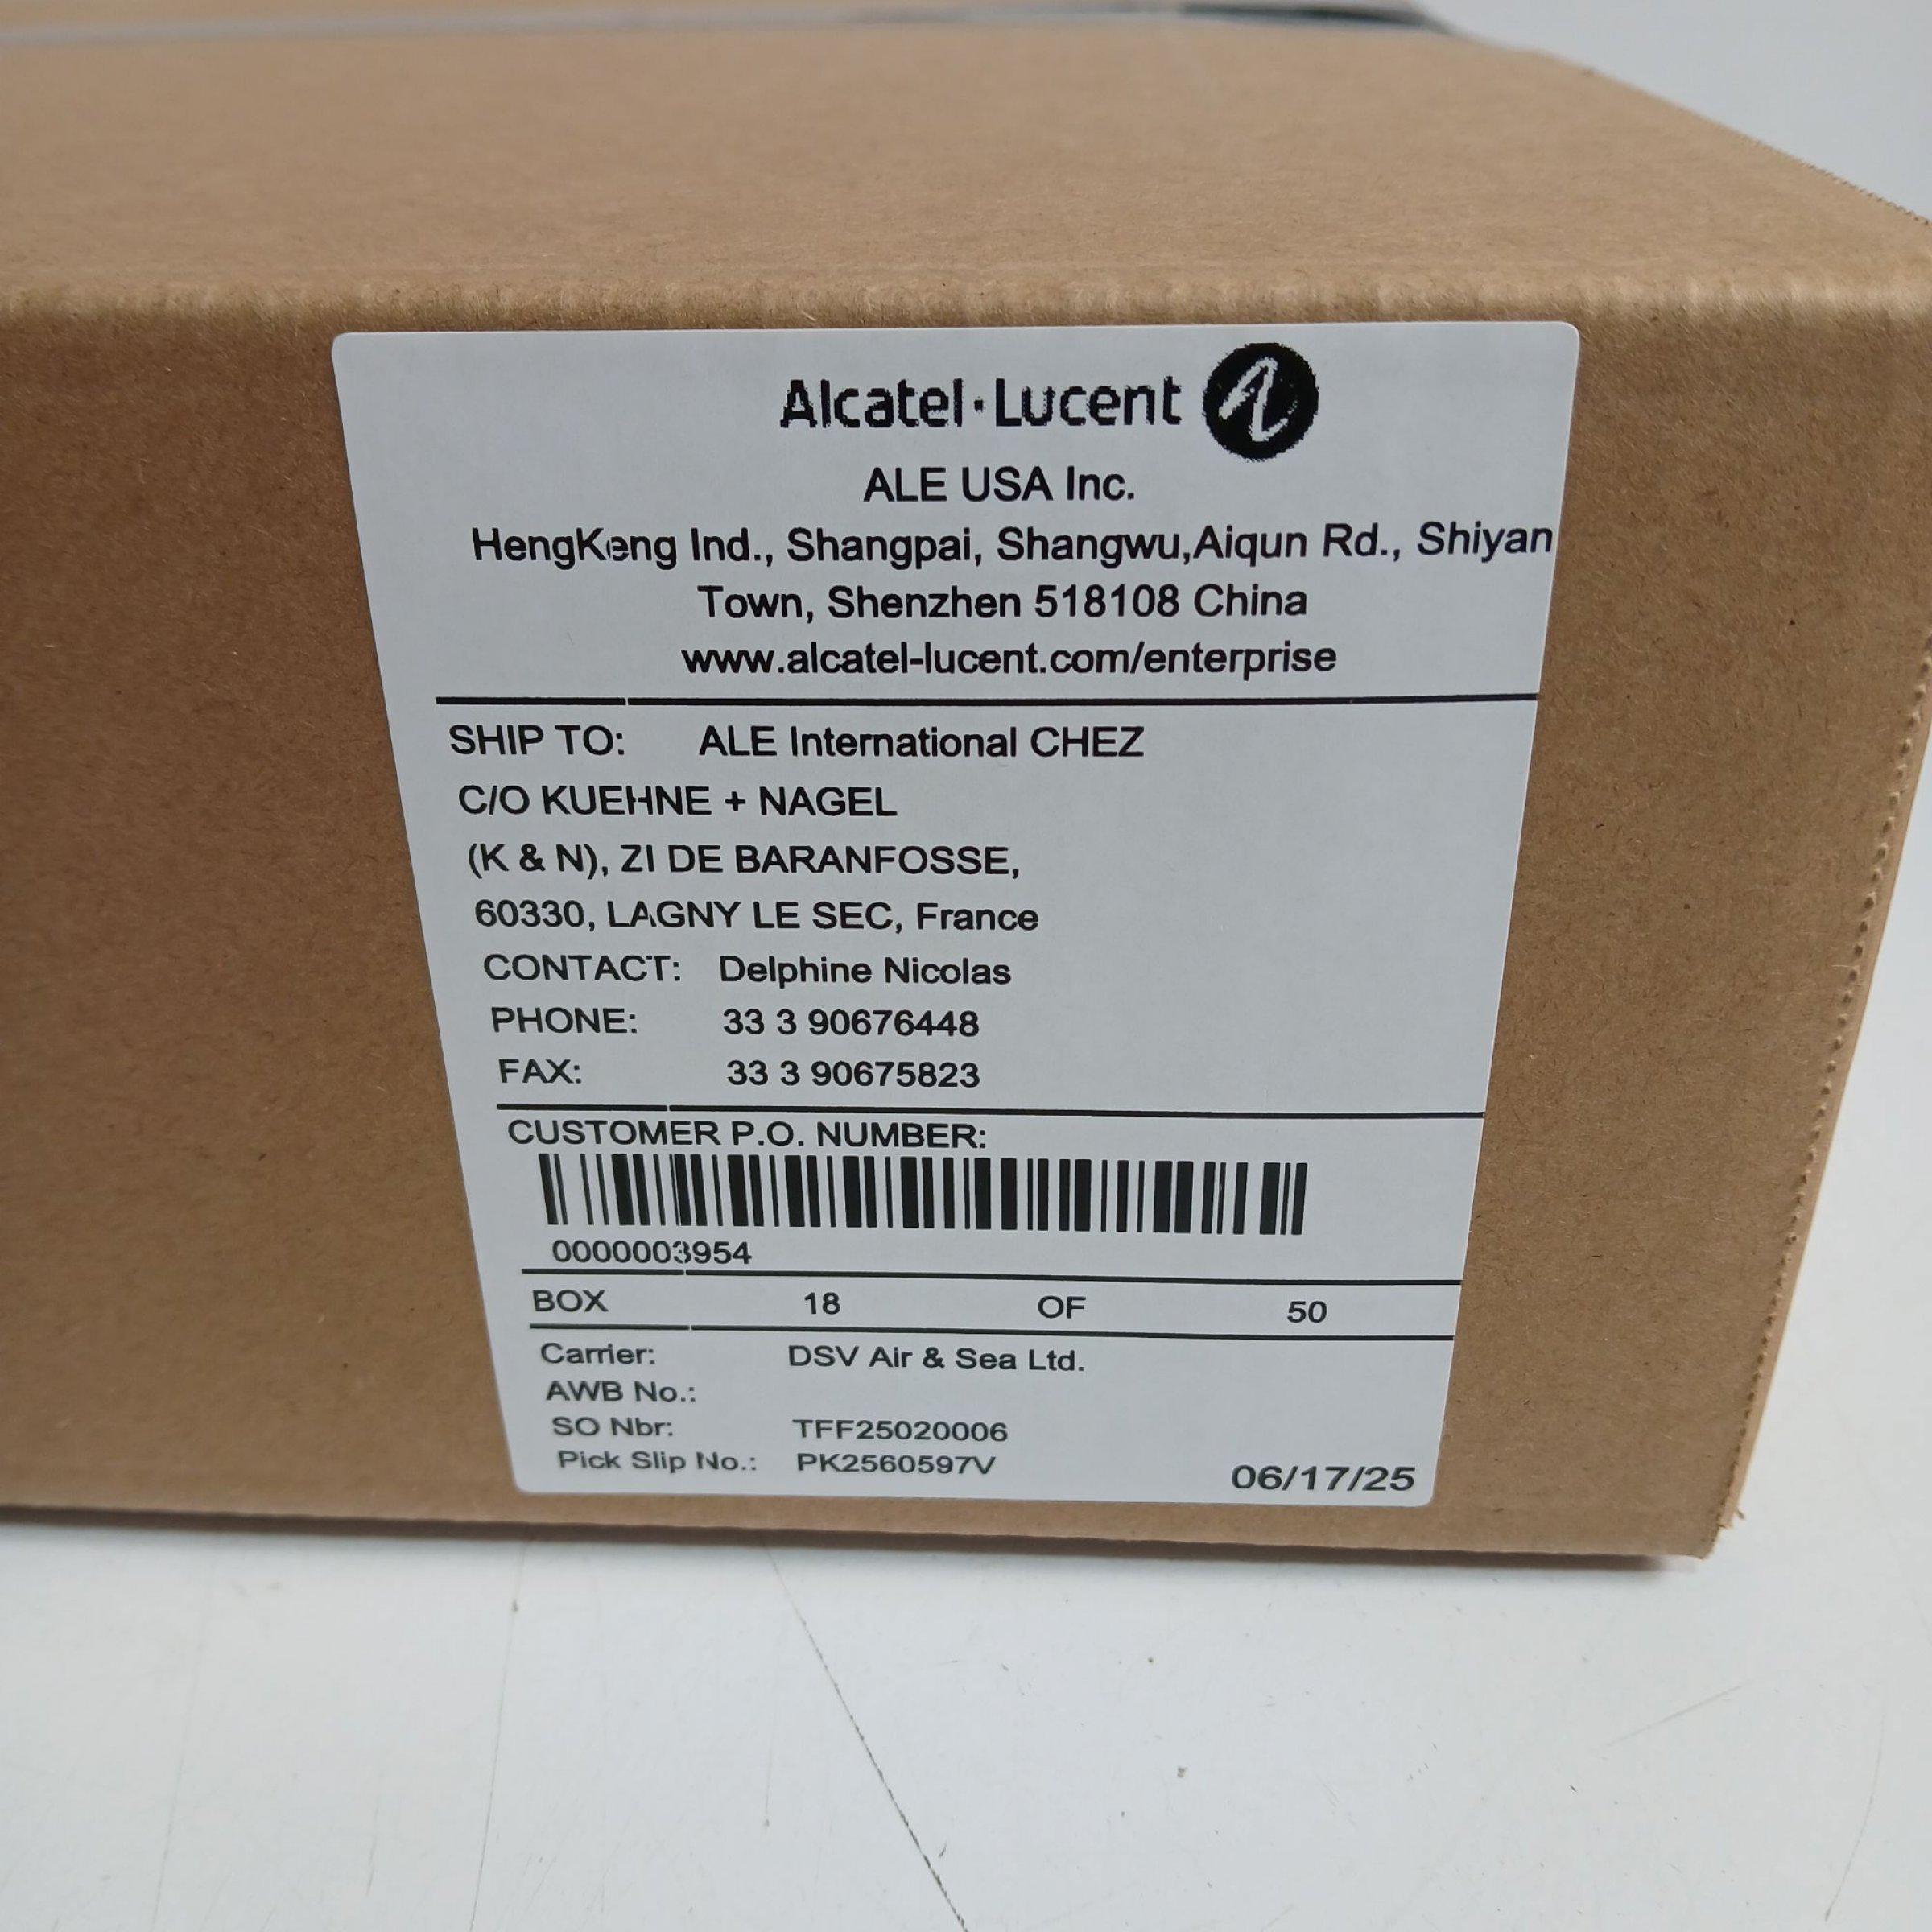 Alcatel·Lucent
ALE USA Inc.
HengKeng Ind., Shangpai, Shangwu,Aiqun Rd., Shiyan
Town, Shenzhen 518108 China
www.alcatel-lucent.com/enterprise
SHIP TO: ALE International CHEZ
C/O KUEHNE + NAGEL
(K & N), ZI DE BARANFOSSE,
60330, LAGNY LE SEC, France
CONTACT: Delphine Nicolas
PHONE: 33 3 90676448
FAX: 33 3 90675823
CUSTOMER P.O. NUMBER:
0000003954
BOX 18 OF 50
Carrier: DSV Air & Sea Ltd.
AWB No.:
SO Nbr: TFF25020006
Pick Slip No.: PK2560597V
06/17/25